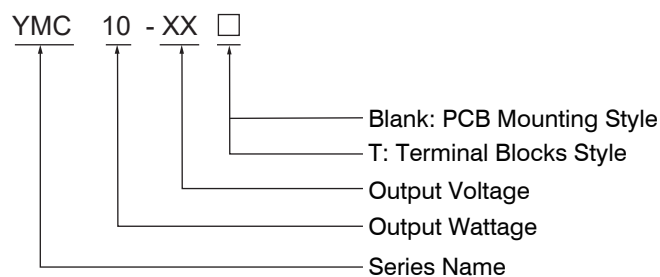 YMC 10 - XX □
Blank: PCB Mounting Style
T: Terminal Blocks Style
Output Voltage
Output Wattage
Series Name